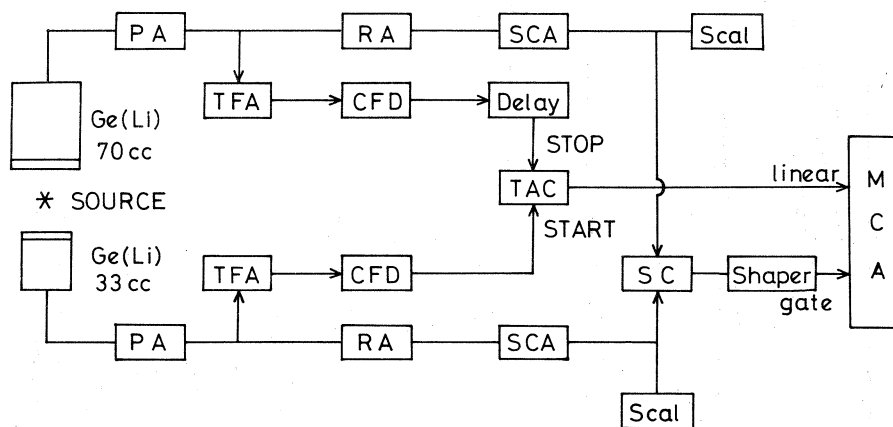 PA
RA
SCA
Scal
TFA
CFD
Delay
Ge(Li)
70 cc
STOP
TAC
linear
* SOURCE
START
Ge(Li)
33 cc
TFA
CFD
SC
Shaper
gate
M
C
A
PA
RA
SCA
Scal